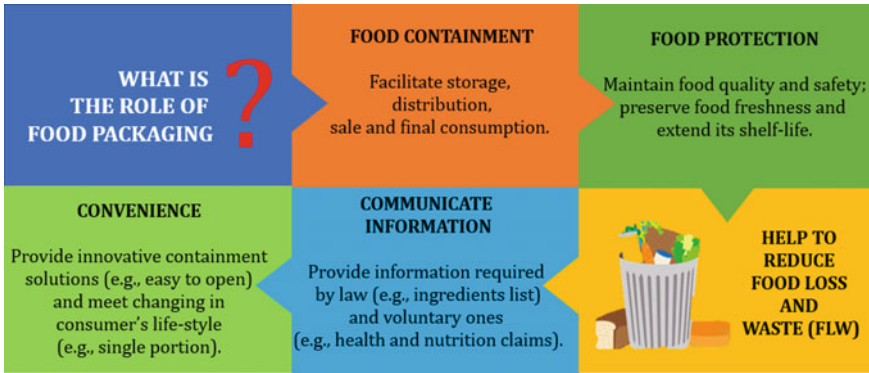 WHAT IS
THE ROLE OF
FOOD PACKAGING
?
FOOD CONTAINMENT
Facilitate storage,
distribution,
sale and final consumption.
FOOD PROTECTION
Maintain food quality and safety;
preserve food freshness and
extend its shelf-life.
HELP TO
REDUCE
FOOD LOSS
AND
WASTE (FLW)
COMMUNICATE
INFORMATION
Provide information required
by law (e.g., ingredients list)
and voluntary ones
(e.g., health and nutrition claims).
CONVENIENCE
Provide innovative containment
solutions (e.g., easy to open)
and meet changing in
consumer's life-style
(e.g., single portion).